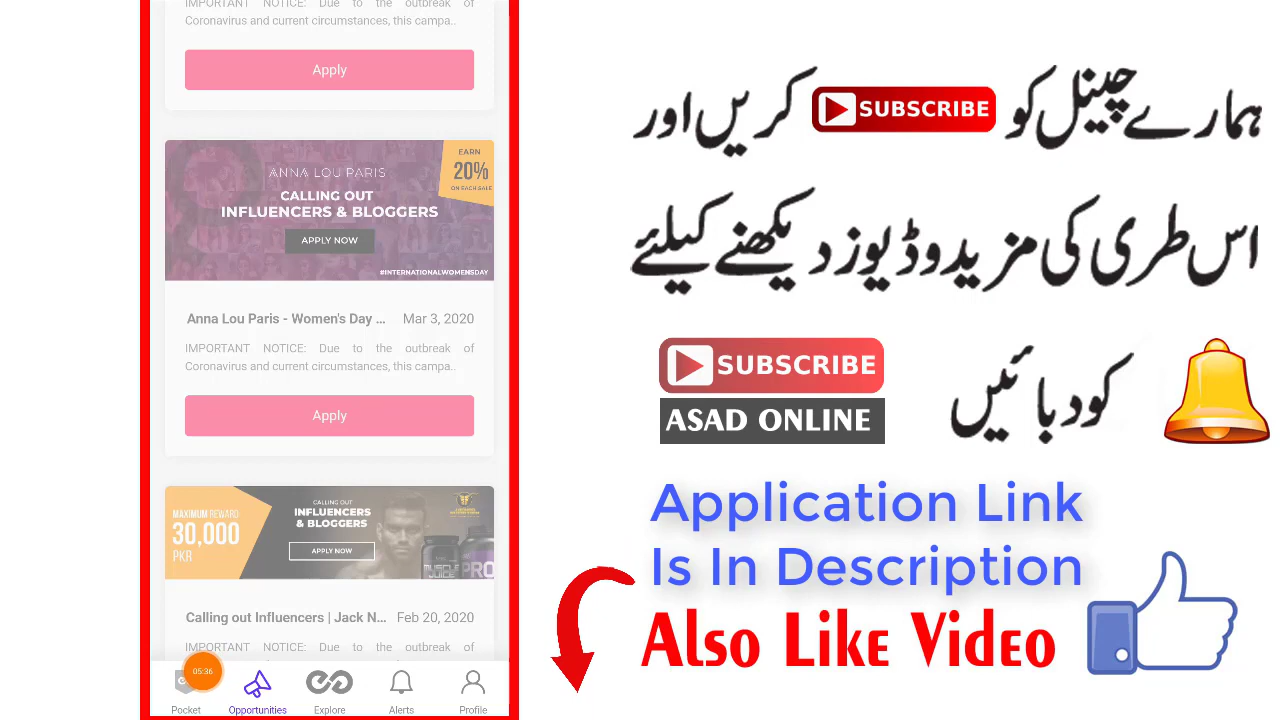 IMPORTANT NOTICE: Due to the outbreak of
Coronavirus and current circumstances, this campa..
Apply
EARN
20%
ON EACH SALE
ANNA LOU PARIS
CALLING OUT
INFLUENCERS & BLOGGERS
APPLY NOW
#INTERNATIONALWOMENSDAY
Anna Lou Paris - Women's Day ... Mar 3, 2020
IMPORTANT NOTICE: Due to the outbreak of
Coronavirus and current circumstances, this campa..
Apply
MAXIMUM REWARD
30,000
PKR
CALLING OUT
INFLUENCERS
& BLOGGERS
APPLY NOW
MUSCLE
JUICE
PRO
Calling out Influencers | Jack N... Feb 20, 2020
IMPORTANT NOTICE: Due to the outbreak of
05:36
Pocket Opportunities Explore Alerts Profile
ہمارے چینل کو SUBSCRIBE کریں اور
اس طری کی مزید وڈیوز دیکھنے کیلئے
SUBSCRIBE کو دبائیں
ASAD ONLINE
Application Link
Is In Description
Also Like Video